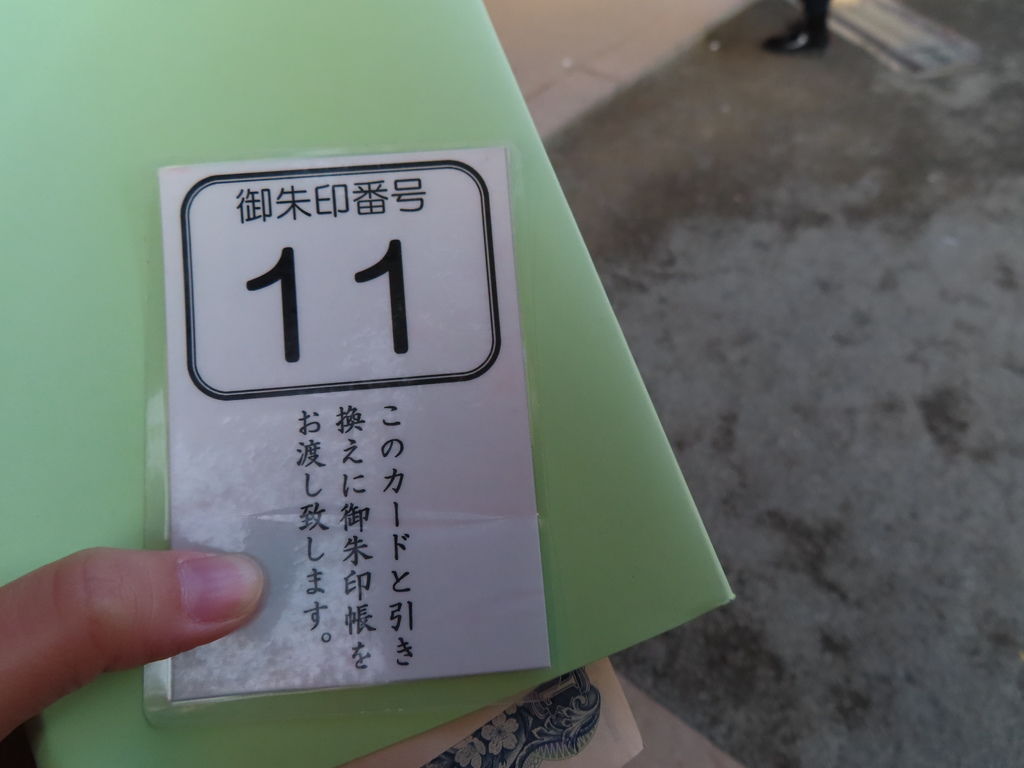 御朱印番号
11
このカードと引き
換えに御朱印帳を
お渡し致します。